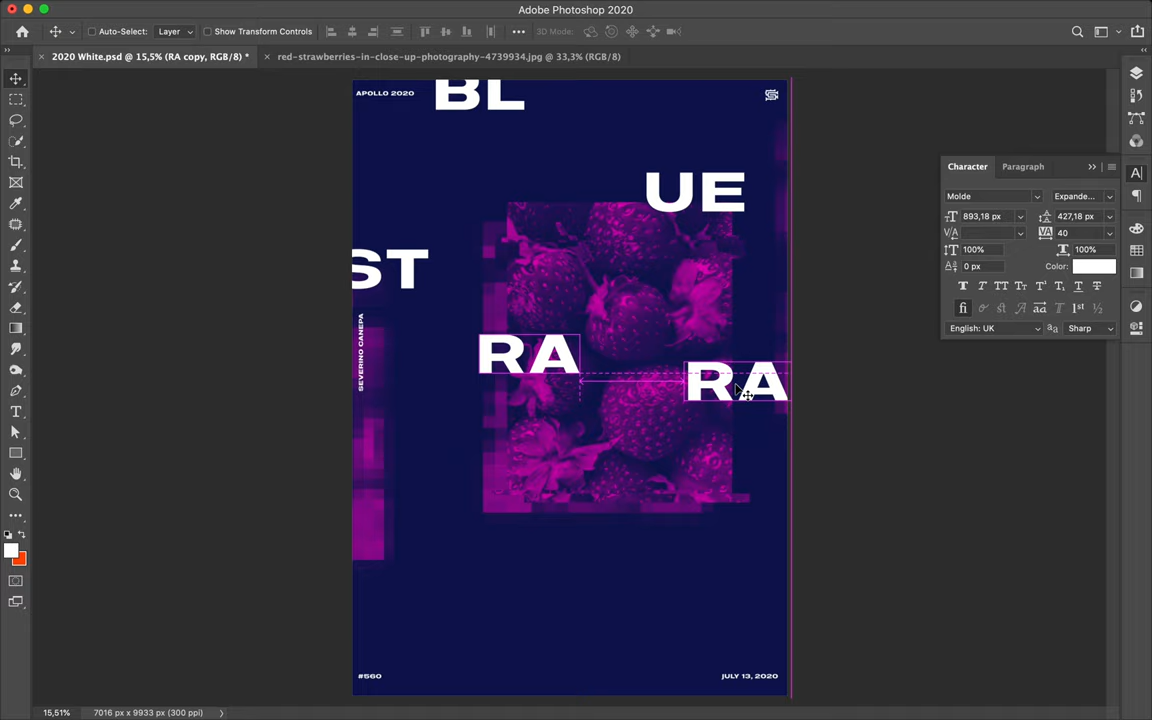 Adobe Photoshop 2020
Auto-Select: Layer Show Transform Controls 3D Mode:
2020 White.psd @ 15,5% (RA copy, RGB/8) * red-strawberries-in-close-up-photography-4739934.jpg @ 33,3% (RGB/8)
APOLLO 2020
BL
UE
ST
SEVERINO CANEPA
RA
RA
#560
JULY 13, 2020
Character Paragraph
Molde Expande...
893,18 px 427,18 px
40
100% 100%
0 px Color:
English: UK Sharp
15,51% 7016 px x 9933 px (300 ppi)